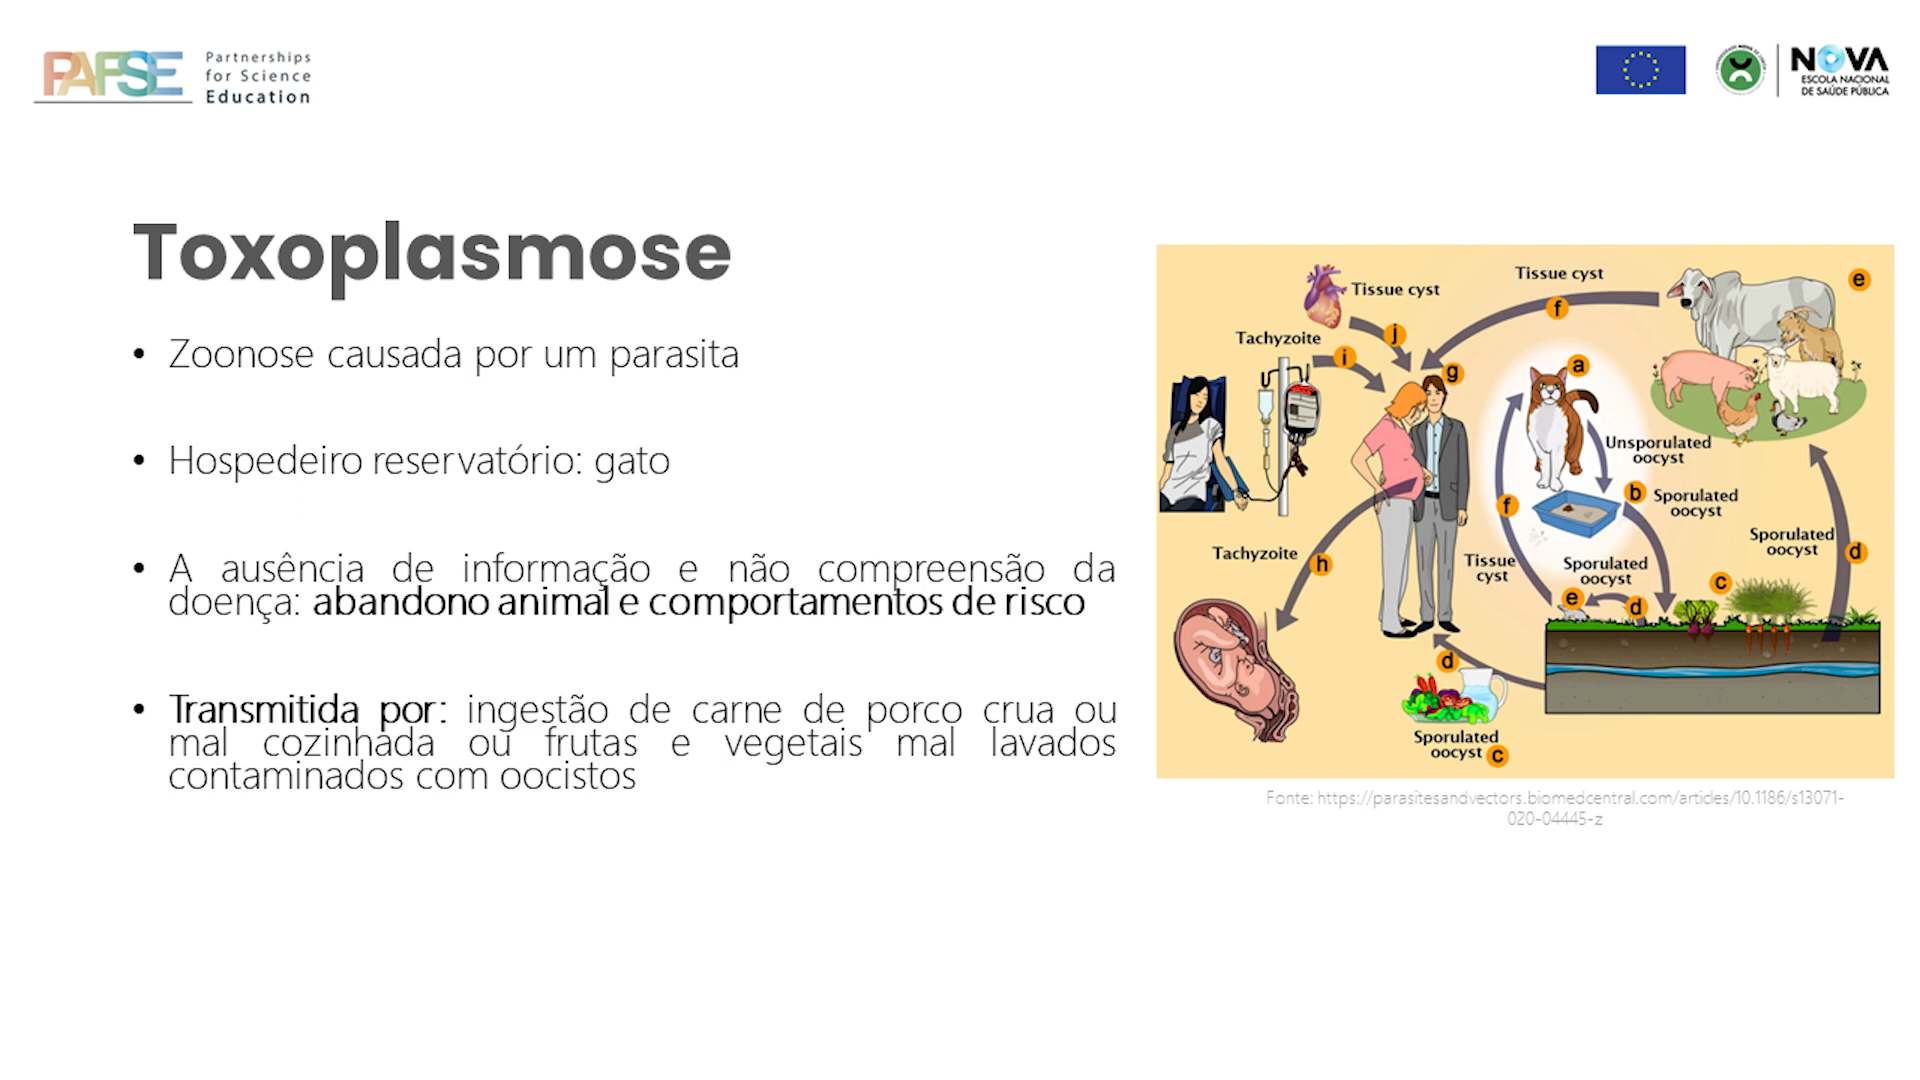 PAFSE
Partnerships
for Science
Education
NOVA
ESCOLA NACIONAL
DE SAÚDE PÚBLICA
Toxoplasmose
• Zoonose causada por um parasita
• Hospedeiro reservatório: gato
• A ausência de informação e não compreensão da
doença: abandono animal e comportamentos de risco
• Transmitida por: ingestão de carne de porco crua ou
mal cozinhada ou frutas e vegetais mal lavados
contaminados com oocistos
Tissue cyst
Tissue cyst
e
f
j
Tachyzoite
i
g
a
Unsporulated
oocyst
b
Sporulated
oocyst
f
Sporulated
oocyst
d
Tachyzoite
h
Tissue
cyst
Sporulated
oocyst
c
e
d
d
Sporulated
oocyst
c
Fonte: https://parasitesandvectors.biomedcentral.com/articles/10.1186/s13071-
020-04445-z